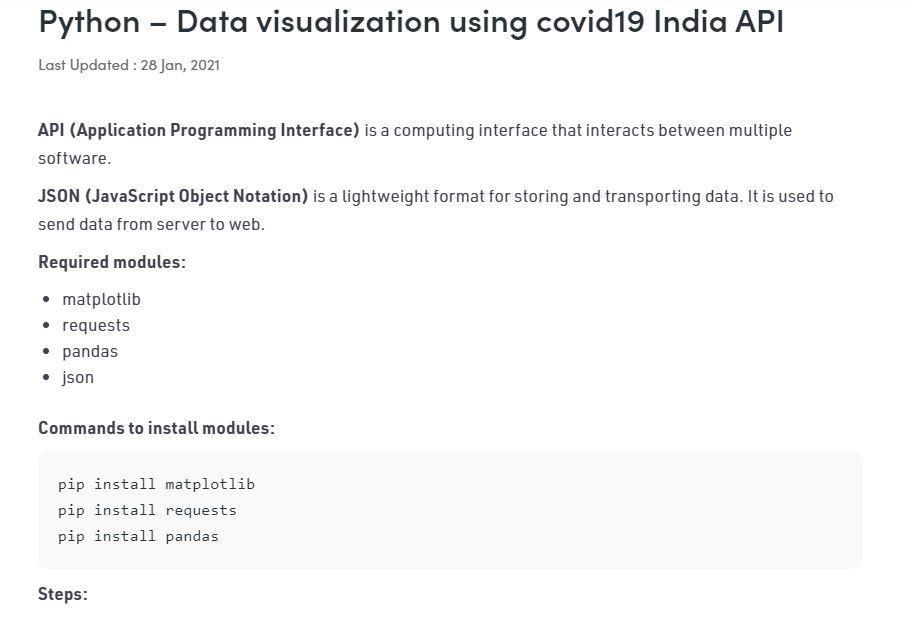 Python – Data visualization using covid19 India API
Last Updated : 28 Jan, 2021
API (Application Programming Interface) is a computing interface that interacts between multiple
software.
JSON (JavaScript Object Notation) is a lightweight format for storing and transporting data. It is used to
send data from server to web.
Required modules:
• matplotlib
• requests
• pandas
• json
Commands to install modules:
pip install matplotlib
pip install requests
pip install pandas
Steps: